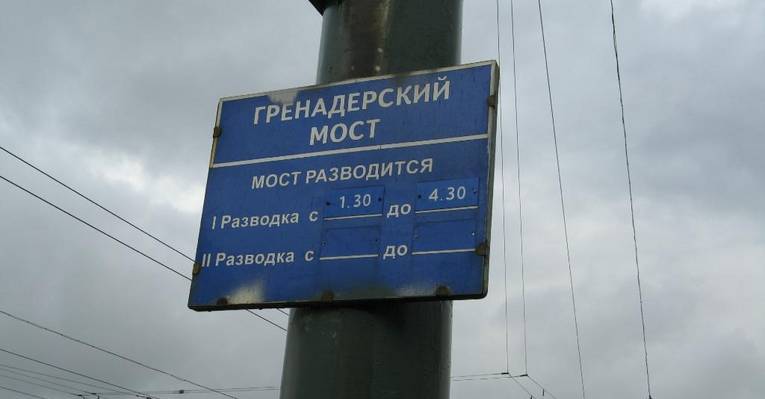 ГРЕНАДЕРСКИЙ
МОСТ
МОСТ РАЗВОДИТСЯ
I Разводка с 1.30 до 4.30
II Разводка с до